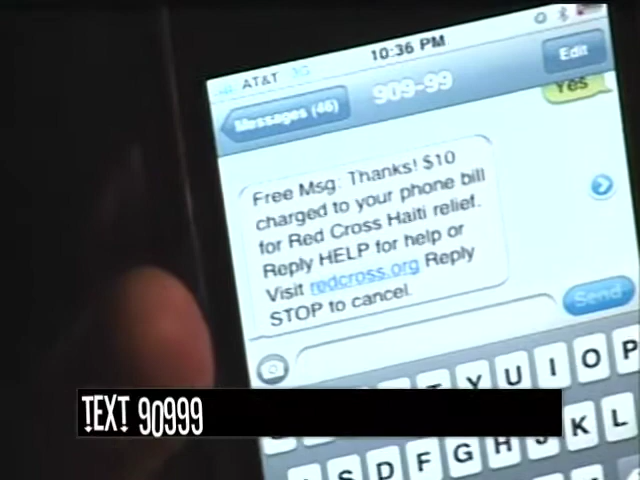 AT&T 3G 10:36 PM
Messages (46) 909-99 Edit
Yes
Free Msg: Thanks! $10
charged to your phone bill
for Red Cross Haiti relief.
Reply HELP for help or
Visit redcross.org Reply
STOP to cancel.
Send
T Y U I O P
S D F G H J K L
TEXT 90999